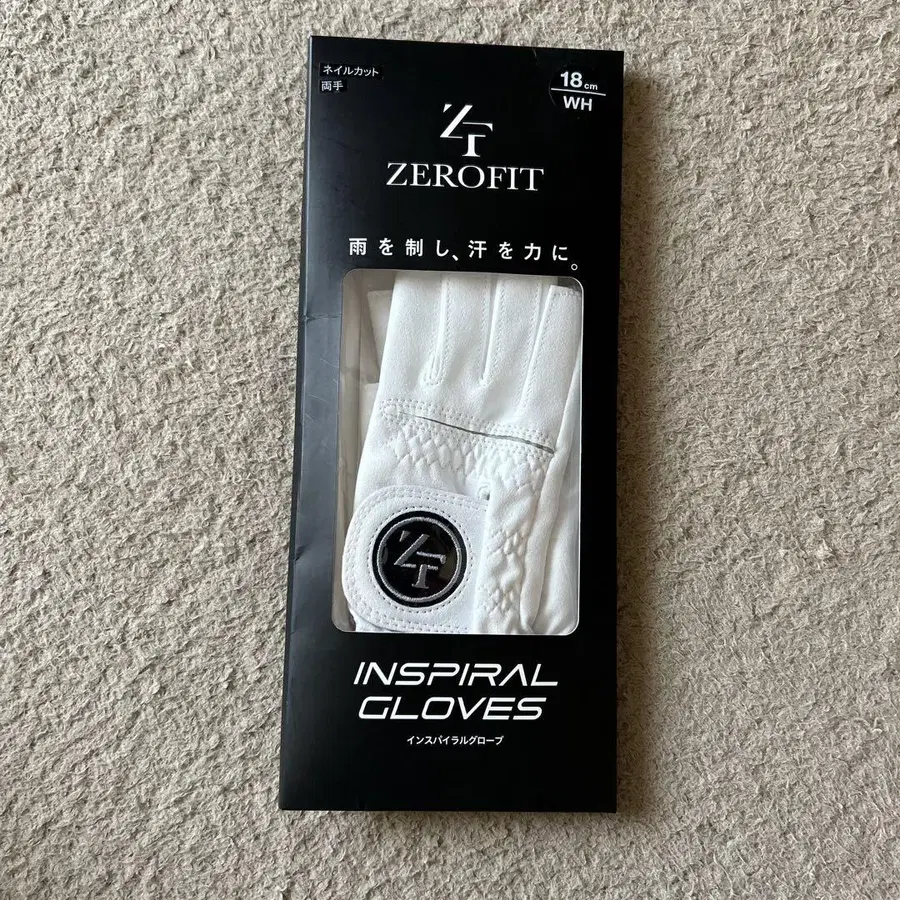 ネイルカット
両手
18cm
WH
ZT
ZEROFIT
雨を制し、汗を力に。
ZT
INSPIRAL
GLOVES
インスパイラルグローブ